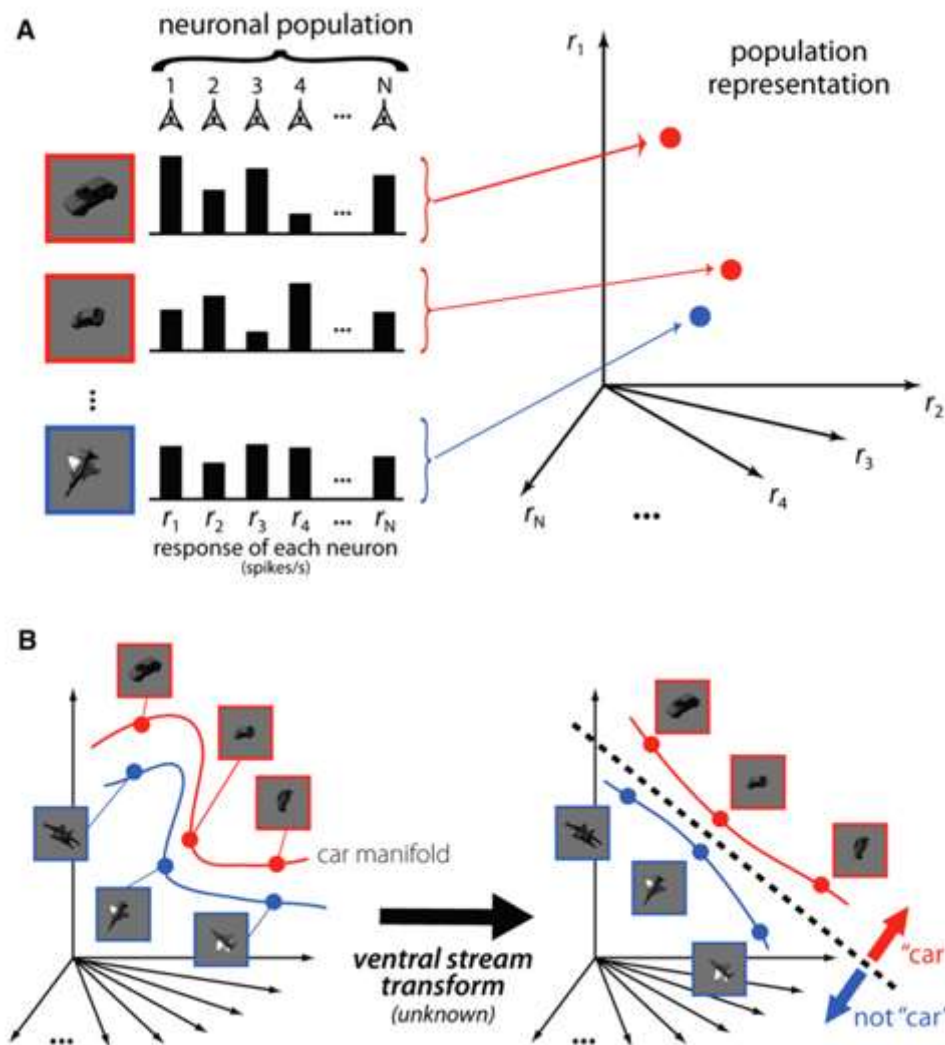 A
neuronal population
1 2 3 4 ... N
r1
population
representation
...
...
...
r2
r3
r4
rN
...
...
r1 r2 r3 r4 ... rN
response of each neuron
(spikes/s)
B
car manifold
ventral stream
transform
(unknown)
"car
not "car"
...
...